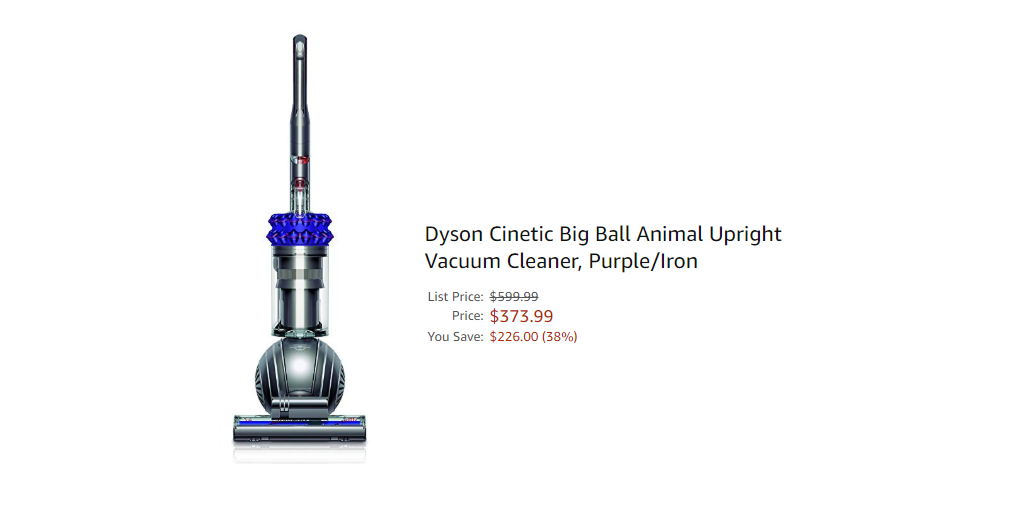 Dyson Cinetic Big Ball Animal Upright
Vacuum Cleaner, Purple/Iron
List Price: $599.99
Price: $373.99
You Save: $226.00 (38%)